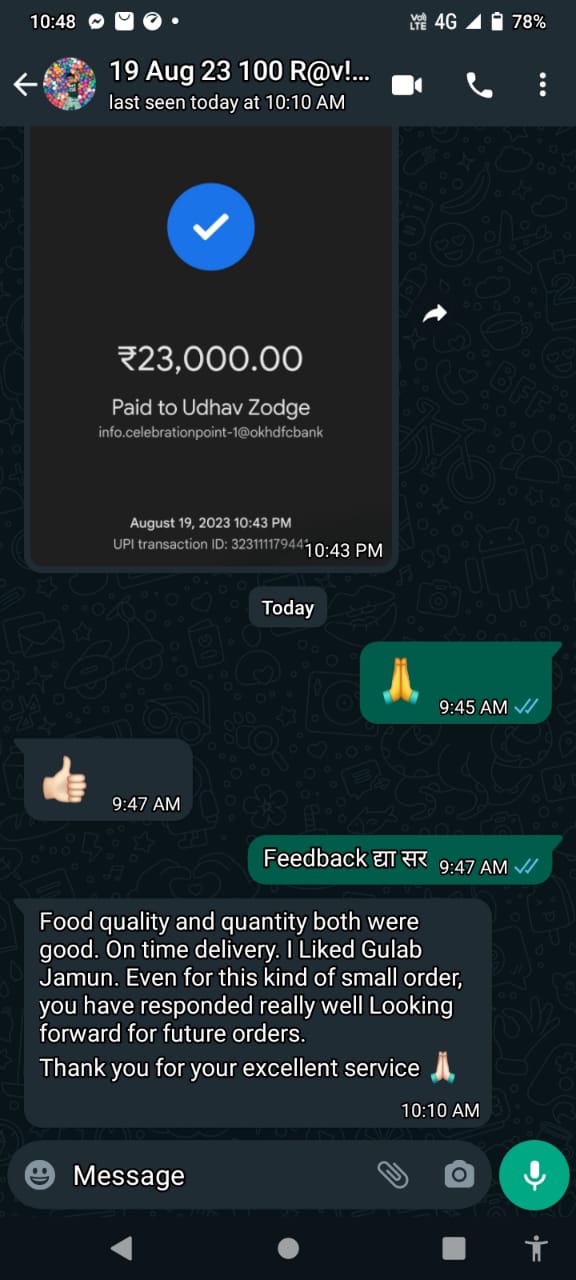 10:48
Vo) LTE 4G 78%
19 Aug 23 100 R@v!...
last seen today at 10:10 AM
₹23,000.00
Paid to Udhav Zodge
info.celebrationpoint-1@okhdfcbank
August 19, 2023 10:43 PM
UPI transaction ID: 323111179441
10:43 PM
Today
🙏
9:45 AM
👍🏻
9:47 AM
Feedback द्या सर
9:47 AM
Food quality and quantity both were
good. On time delivery. I Liked Gulab
Jamun. Even for this kind of small order,
you have responded really well Looking
forward for future orders.
Thank you for your excellent service 🙏🏻
10:10 AM
Message